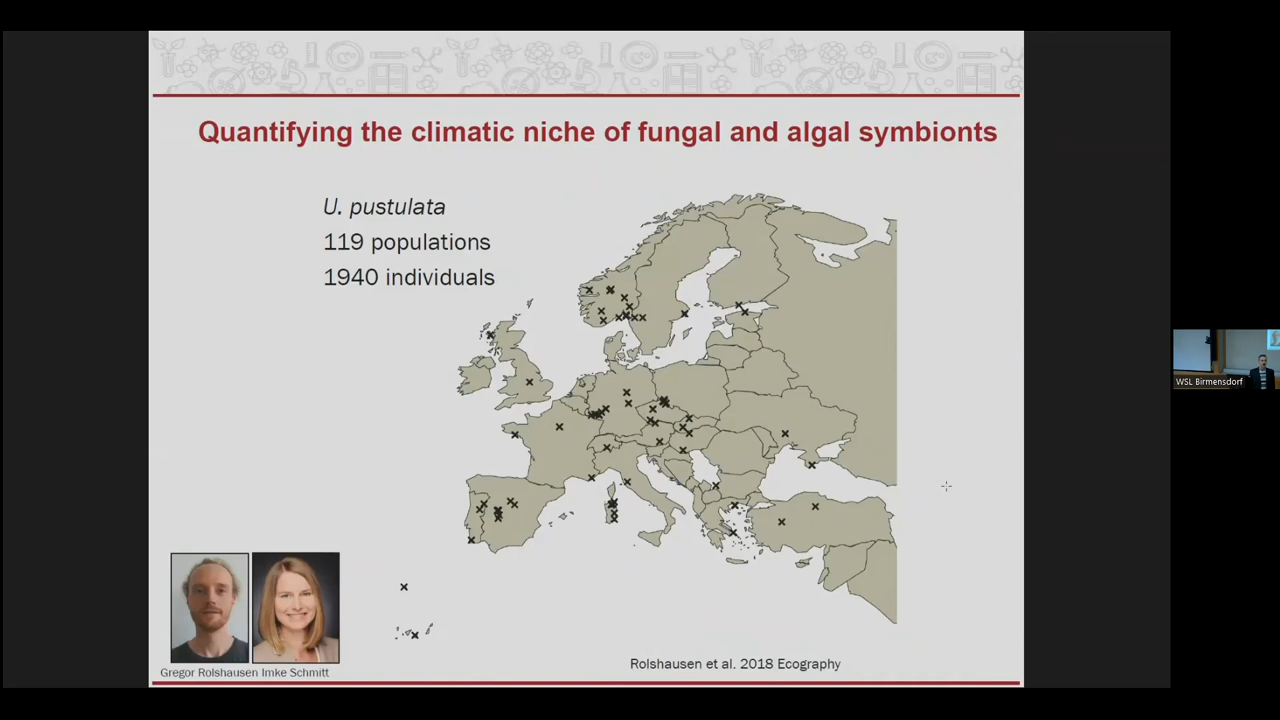 Quantifying the climatic niche of fungal and algal symbionts
U. pustulata
119 populations
1940 individuals
WSL Birmensdorf
Gregor Rolshausen Imke Schmitt
Rolshausen et al. 2018 Ecography